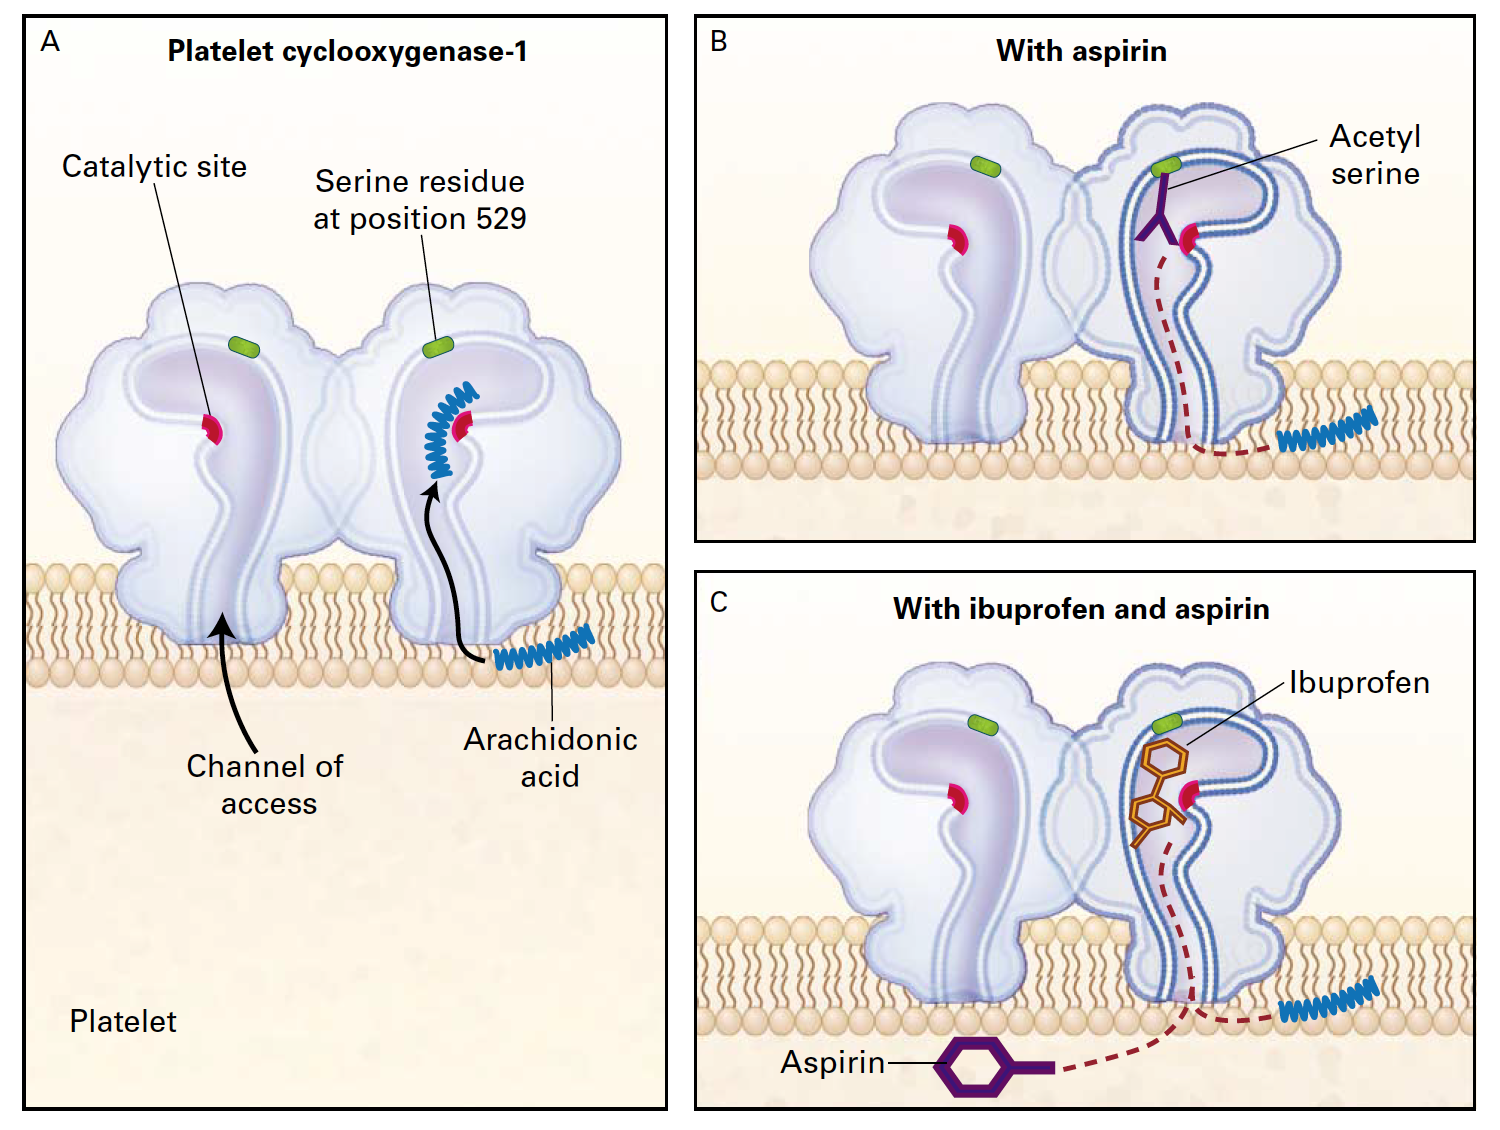 A
Platelet cyclooxygenase-1
Catalytic site
Serine residue
at position 529
Channel of
access
Arachidonic
acid
Platelet
B
With aspirin
Acetyl
serine
C
With ibuprofen and aspirin
Ibuprofen
Aspirin